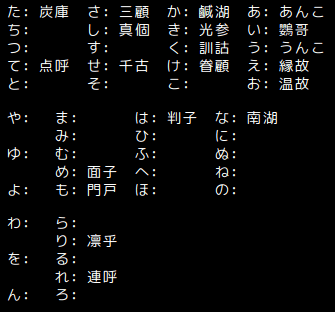 た: 炭庫 さ: 三顧 か: 鹹湖 あ: あんこ
ち: し: 真個 き: 光参 い: 鸚哥
つ: す: く: 訓詁 う: うんこ
て: 点呼 せ: 千古 け: 眷顧 え: 縁故
と: そ: こ: お: 温故
や: ま: は: 判子 な: 南湖
み: ひ: に:
ゆ: む: ふ: ぬ:
め: 面子 へ: ね:
よ: も: 門戸 ほ: の:
わ: ら:
り: 凛乎
を: る:
れ: 連呼
ん: ろ: